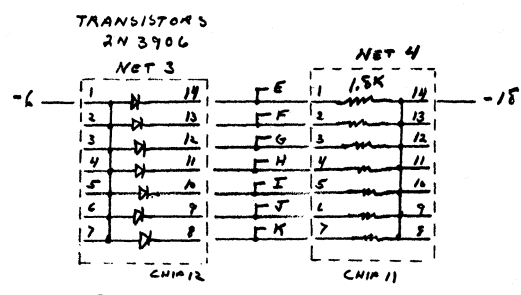 TRANSISTORS
2N 3906
NET 3
NET 4
-6 1 14 E 1 1.8K 14 -18
2 13 F 2 13
3 12 G 3 12
4 11 H 4 11
5 10 I 5 10
6 9 J 6 9
7 8 K 7 8
CHIP 12
CHIP 11